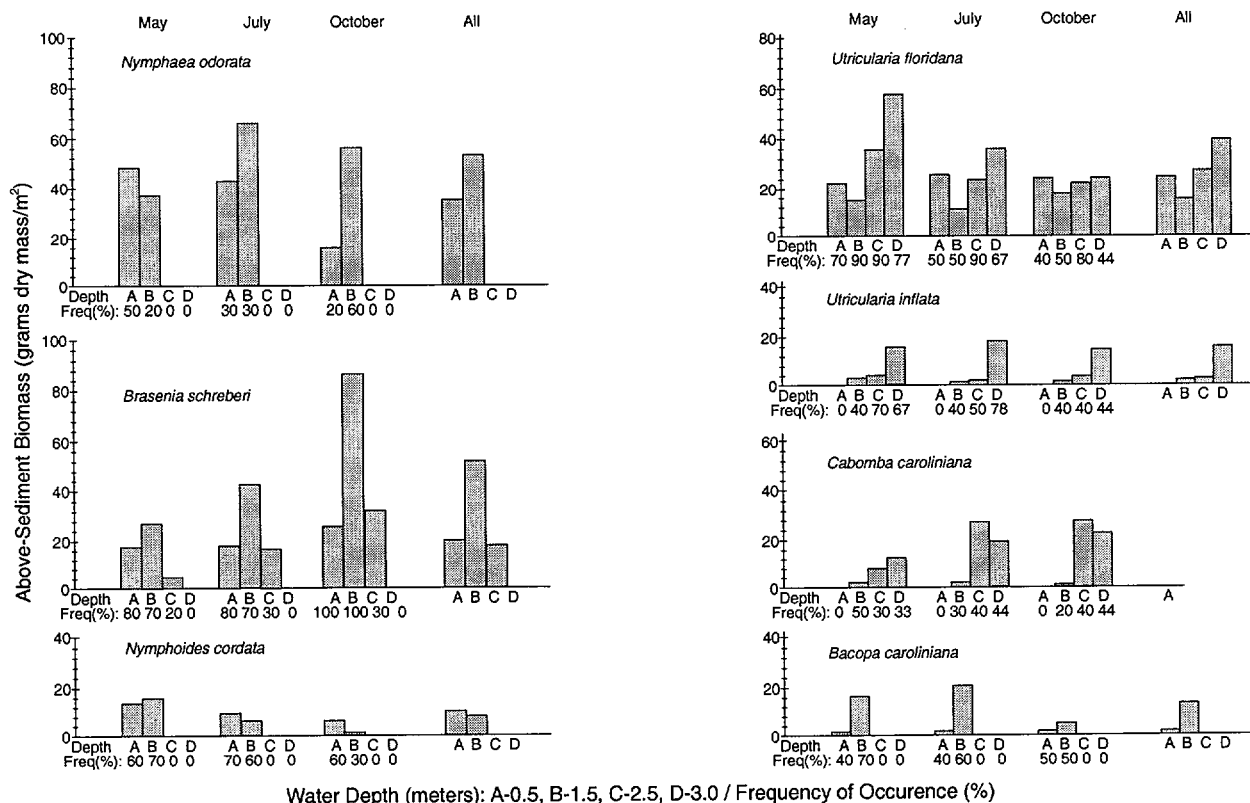 Above-Sediment Biomass (grams dry mass/m²)
May July October All
100
80
60
40
20
0
Nymphaea odorata
Depth A B C D A B C D A B C D A B C D
Freq(%): 50 20 0 0 30 30 0 0 20 60 0 0
100
80
60
40
20
0
Brasenia schreberi
Depth A B C D A B C D A B C D A B C D
Freq(%): 80 70 20 0 80 70 30 0 100 100 30 0
40
20
0
Nymphoides cordata
Depth A B C D A B C D A B C D A B C D
Freq(%): 60 70 0 0 70 60 0 0 60 30 0 0
May July October All
80
60
40
20
0
Utricularia floridana
Depth A B C D A B C D A B C D A B C D
Freq(%): 70 90 90 77 50 50 90 67 40 50 80 44
40
20
0
Utricularia inflata
Depth A B C D A B C D A B C D A B C D
Freq(%): 0 40 70 67 0 40 50 78 0 40 40 44
60
40
20
0
Cabomba caroliniana
Depth A B C D A B C D A B C D A
Freq(%): 0 50 30 33 0 30 40 44 0 20 40 44
40
20
0
Bacopa caroliniana
Depth A B C D A B C D A B C D A B C D
Freq(%): 40 70 0 0 40 60 0 0 50 50 0 0
Water Depth (meters): A-0.5, B-1.5, C-2.5, D-3.0 / Frequency of Occurence (%)